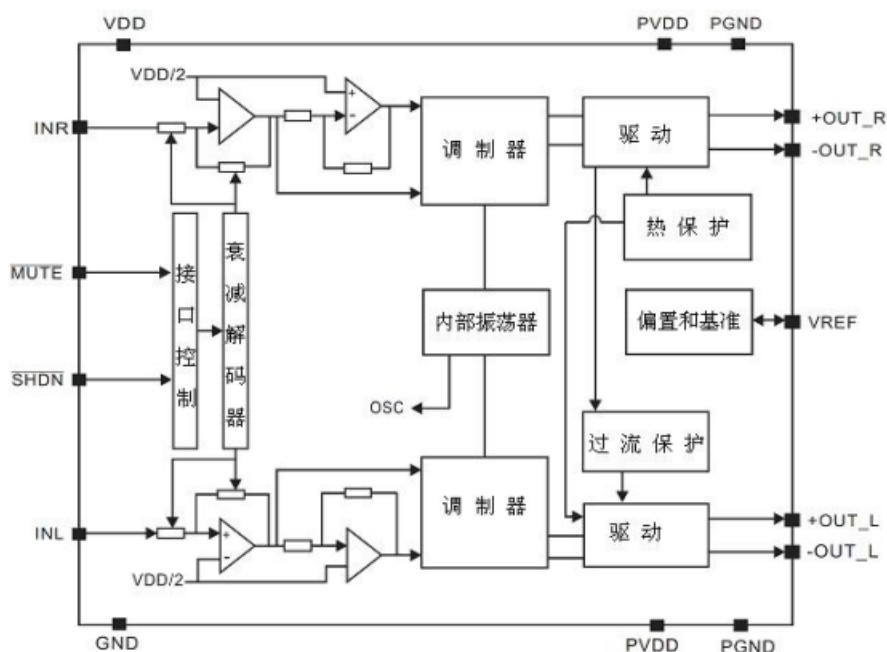 VDD
PVDD
PGND
VDD/2
INR
+OUT_R
-OUT_R
调制器
驱动
热保护
MUTE
接口控制
衰减解码器
内部振荡器
偏置和基准
VREF
SHDN
OSC
过流保护
调制器
驱动
INL
+OUT_L
-OUT_L
VDD/2
GND
PVDD
PGND